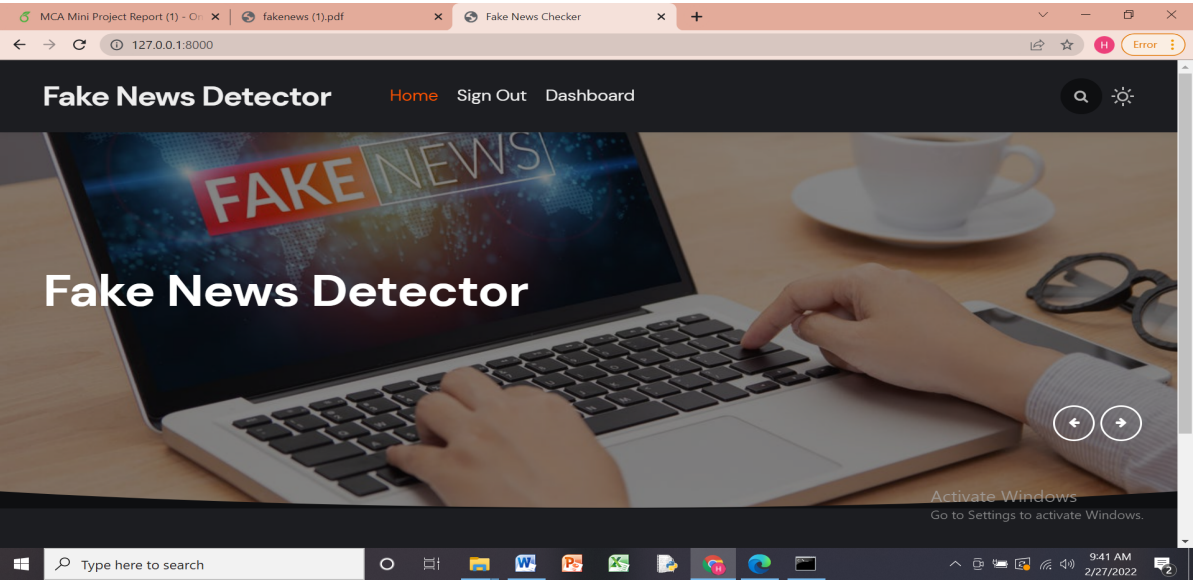 MCA Mini Project Report (1) - On
fakenews (1).pdf
Fake News Checker
127.0.0.1:8000
H
Error
Fake News Detector
Home
Sign Out
Dashboard
FAKE NEWS
Fake News Detector
Activate Windows
Go to Settings to activate Windows.
Type here to search
9:41 AM
2/27/2022
2